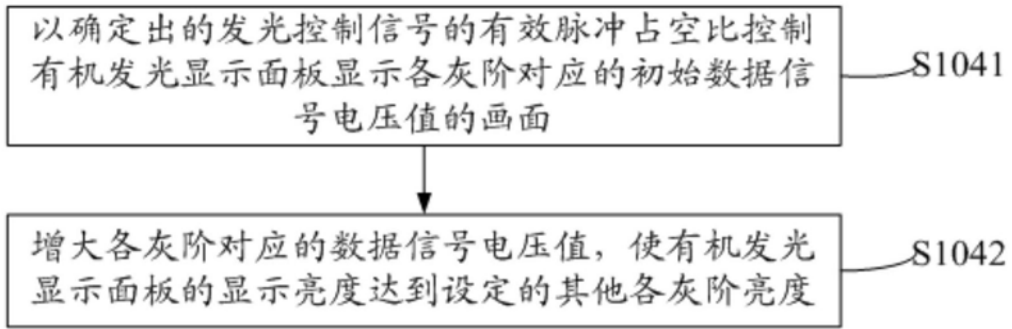 以确定出的发光控制信号的有效脉冲占空比控制
有机发光显示面板显示各灰阶对应的初始数据信
号电压值的画面
S1041
增大各灰阶对应的数据信号电压值，使有机发光
显示面板的显示亮度达到设定的其他各灰阶亮度
S1042